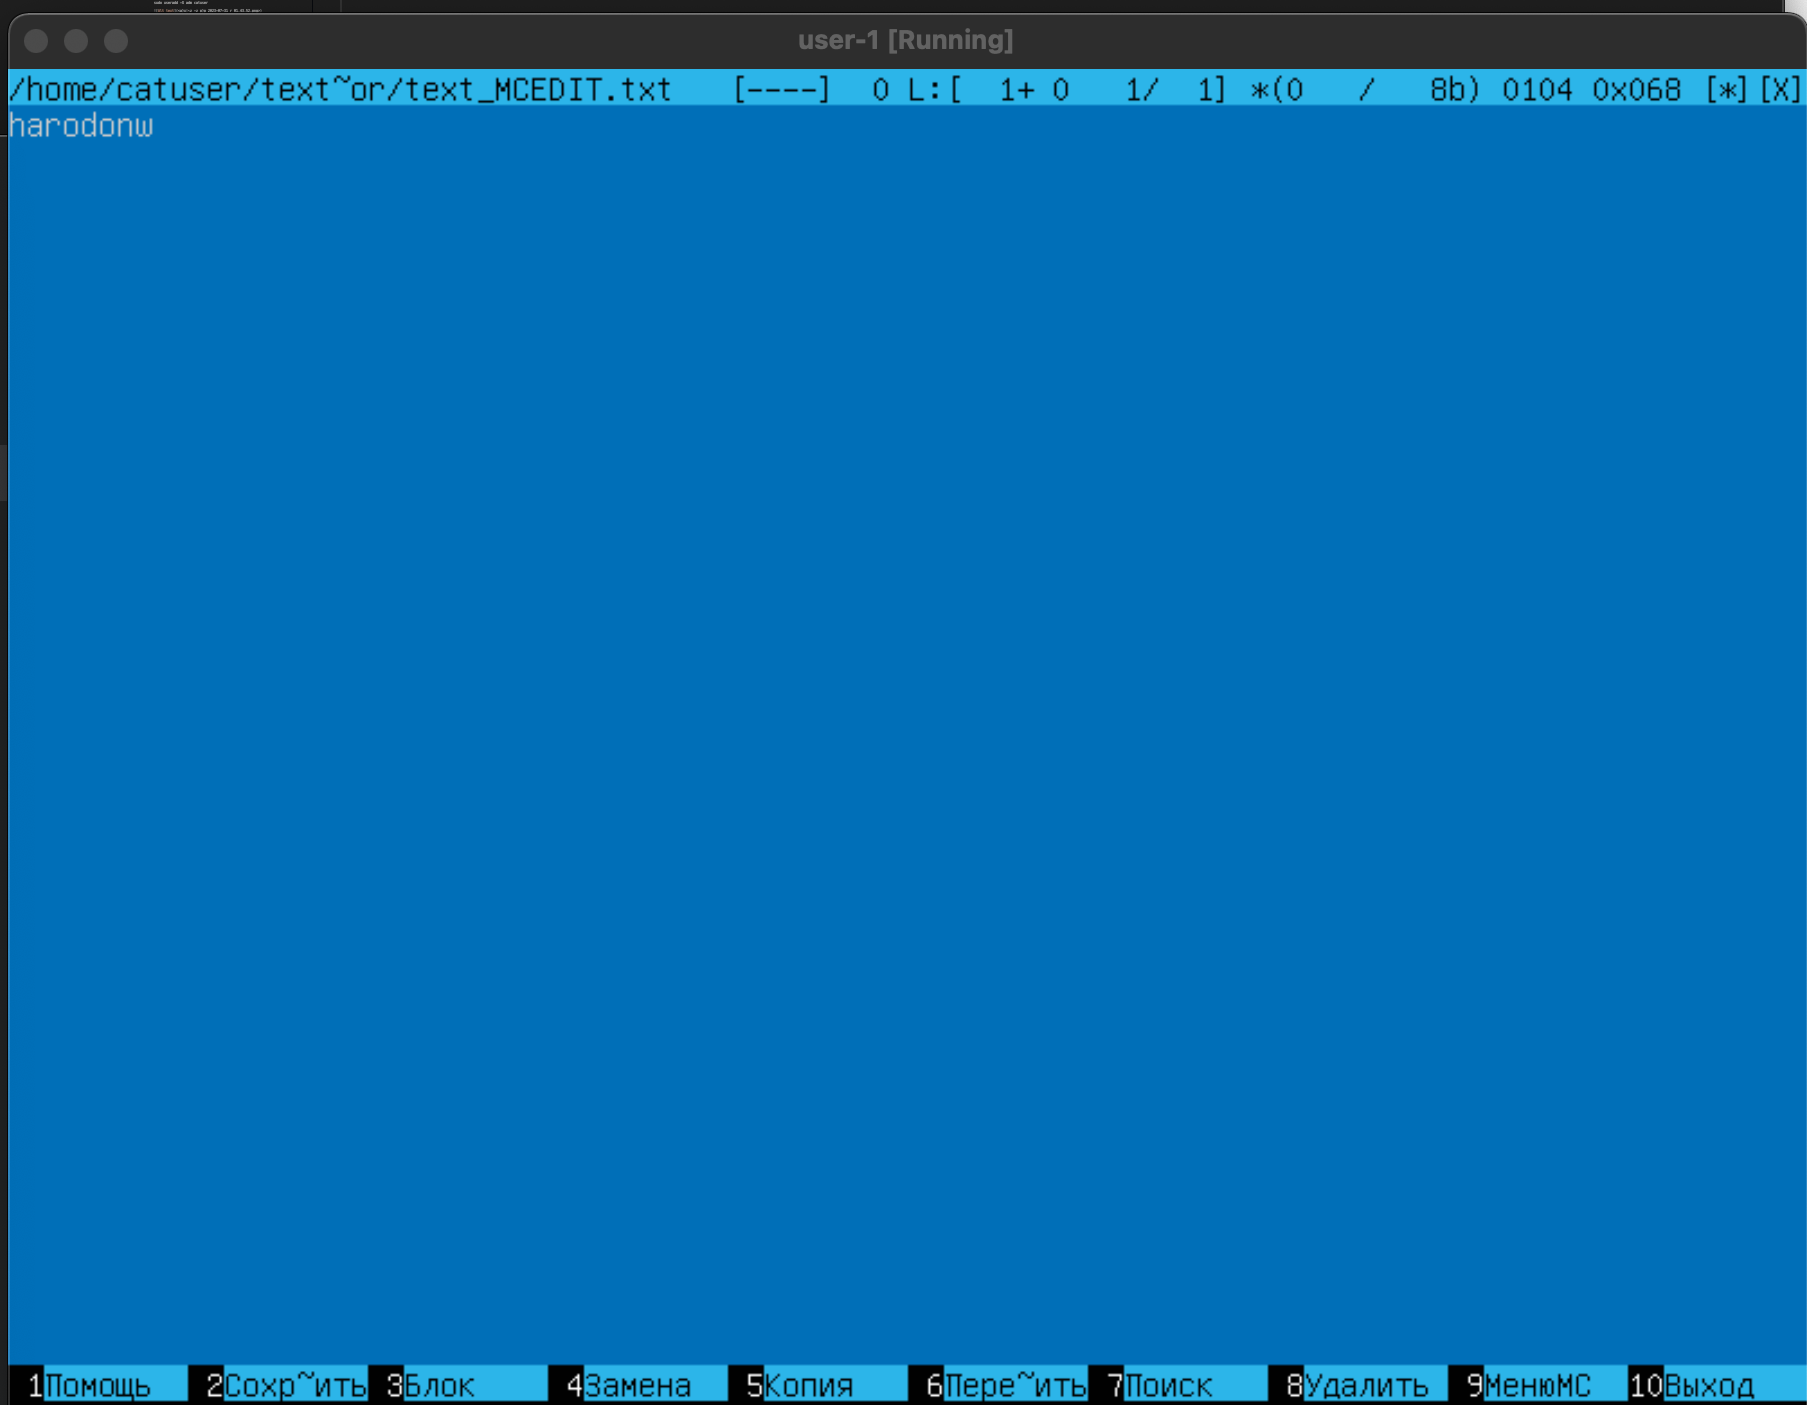 user-1 [Running]
/home/catuser/text~or/text_MCEDIT.txt [----] 0 L:[ 1+ 0 1/ 1] *(0 / 8b) 0104 0x068 [*][X]
harodonw
1Помощь 2Сохр~ить 3Блок 4Замена 5Копия 6Пере~ить 7Поиск 8Удалить 9МенюMC 10Выход